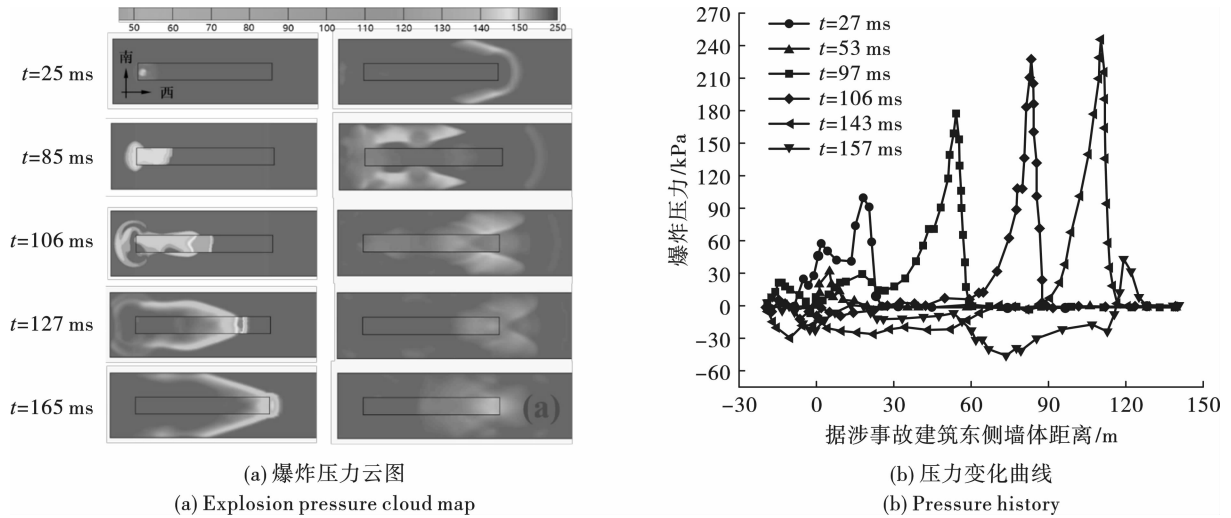 50 60 70 80 90 100 110 120 130 140 150 250
t=25 ms
南
西
t=85 ms
t=106 ms
t=127 ms
t=165 ms
(a)
(a) 爆炸压力云图
(a) Explosion pressure cloud map
270
240
210
180
150
120
90
60
30
0
−30
−60
爆炸压力/kPa
t=27 ms
t=53 ms
t=97 ms
t=106 ms
t=143 ms
t=157 ms
−30 0 30 60 90 120 150
据涉事故建筑东侧墙体距离/m
(b) 压力变化曲线
(b) Pressure history